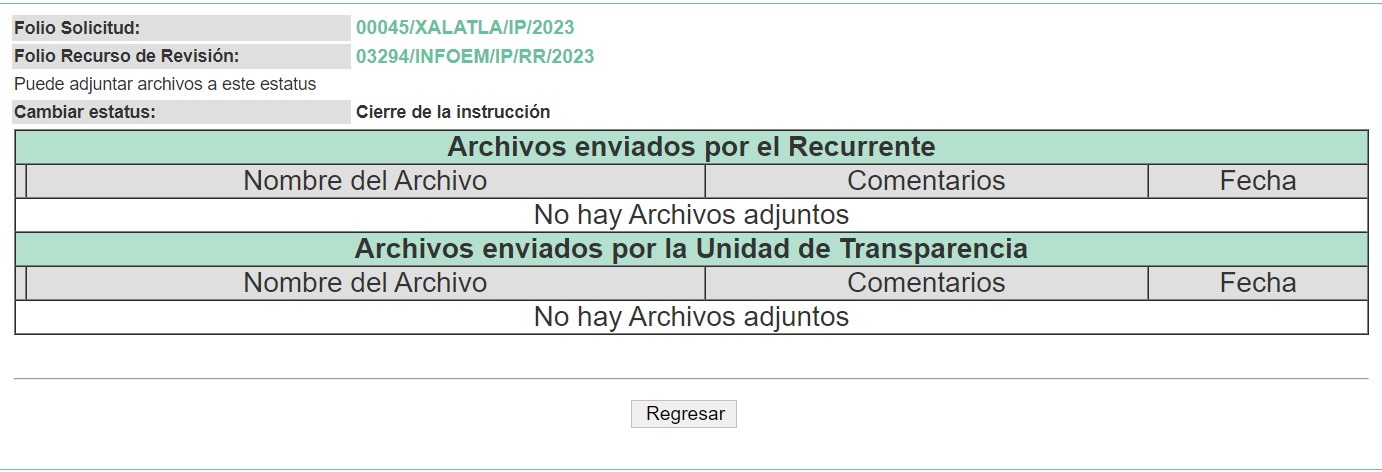 Folio Solicitud: 00045/XALATLA/IP/2023
Folio Recurso de Revisión: 03294/INFOEM/IP/RR/2023
Puede adjuntar archivos a este estatus
Cambiar estatus: Cierre de la instrucción
Archivos enviados por el Recurrente
Nombre del Archivo Comentarios Fecha
No hay Archivos adjuntos
Archivos enviados por la Unidad de Transparencia
Nombre del Archivo Comentarios Fecha
No hay Archivos adjuntos
Regresar